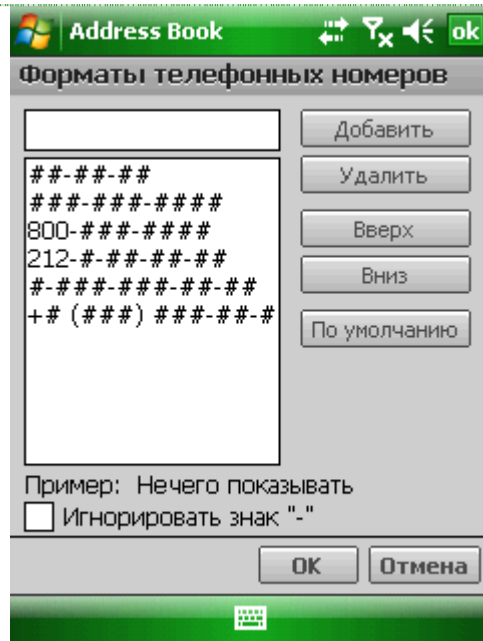 Address Book ok
Форматы телефонных номеров
Добавить
##-##-##
Удалить
###-###-####
800-###-####
Вверх
212-#-##-##-##
Вниз
#-###-###-##-##
+# (###) ###-##-#
По умолчанию
Пример: Нечего показывать
Игнорировать знак "-"
OK Отмена